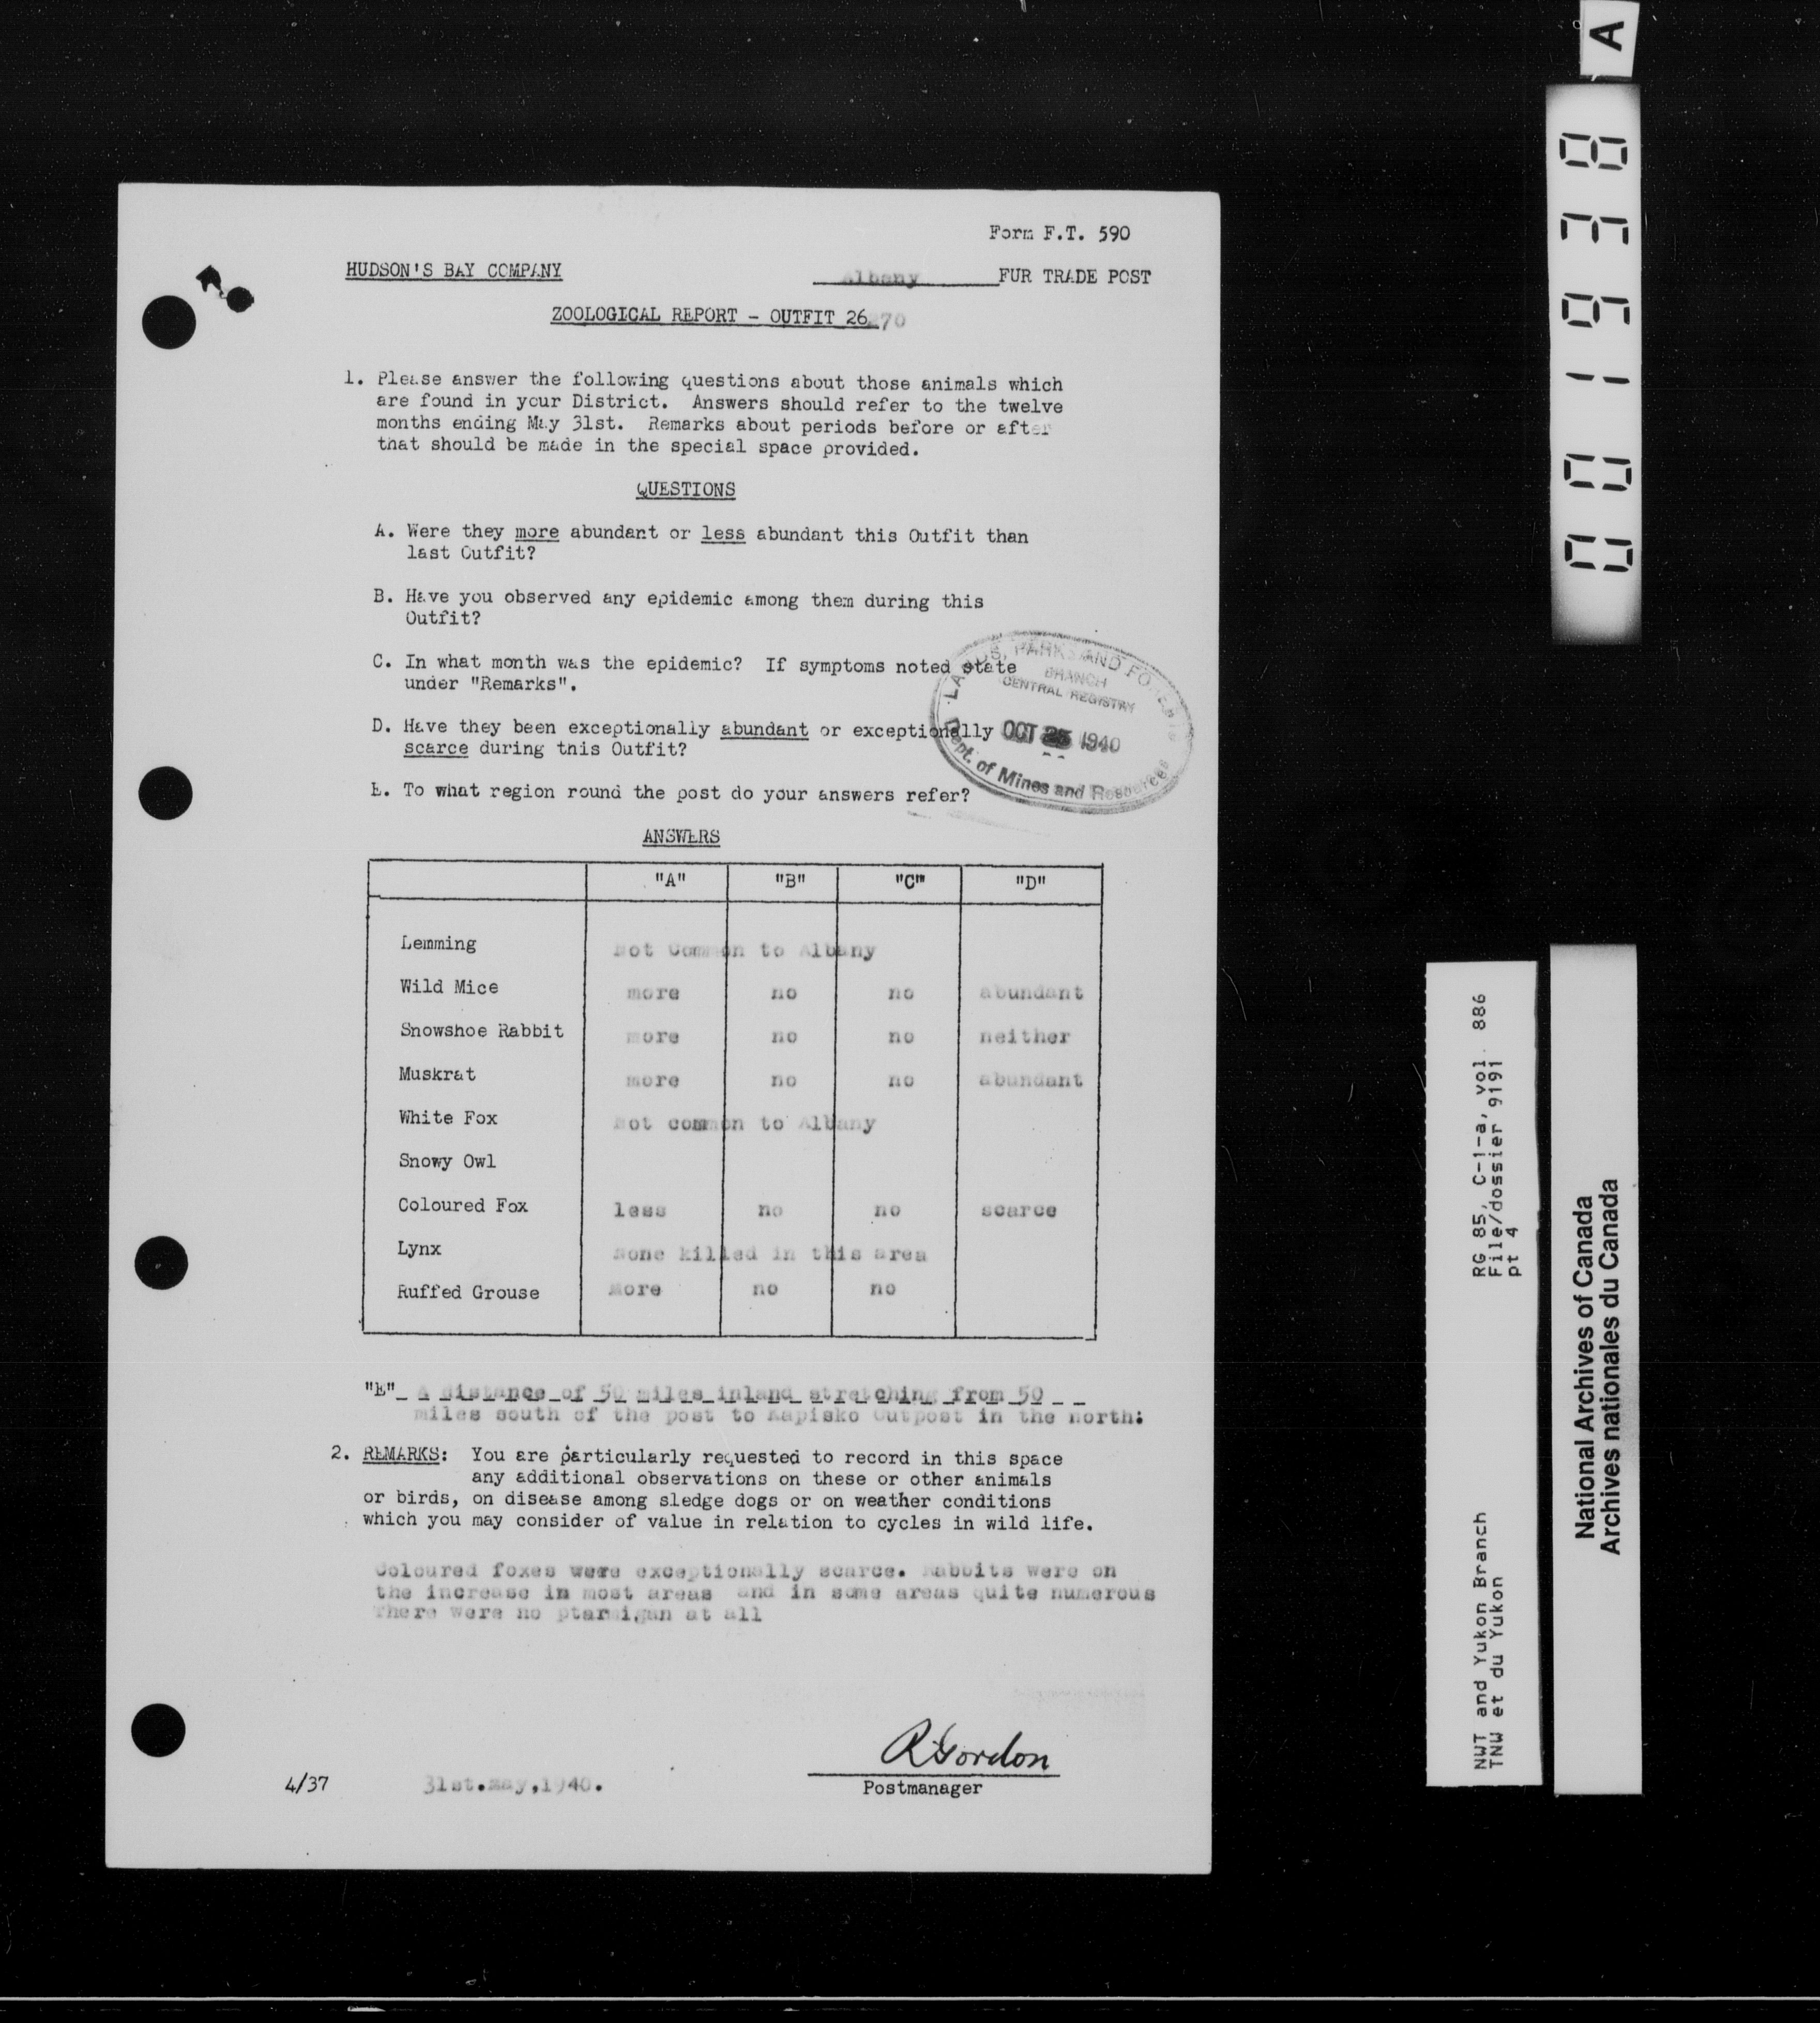 Form F.T. 590
HUDSON'S BAY COMPANY
Albany FUR TRADE POST
ZOOLOGICAL REPORT - OUTFIT 26 270
1. Please answer the following questions about those animals which
are found in your District. Answers should refer to the twelve
months ending May 31st. Remarks about periods before or after
that should be made in the special space provided.
QUESTIONS
A. Were they more abundant or less abundant this Outfit than
last Outfit?
B. Have you observed any epidemic among them during this
Outfit?
C. In what month was the epidemic? If symptoms noted state
under "Remarks".
D. Have they been exceptionally abundant or exceptionally
scarce during this Outfit?
E. To what region round the post do your answers refer?
LANDS, PARKS AND FORESTS
BRANCH
CENTRAL REGISTRY
OCT 25 1940
Dept. of Mines and Resources
ANSWERS
"A" "B" "C" "D"
Lemming Not Common to Albany
Wild Mice more no no abundant
Snowshoe Rabbit more no no neither
Muskrat more no no abundant
White Fox Not common to Albany
Snowy Owl
Coloured Fox less no no scarce
Lynx None killed in this area
Ruffed Grouse More no no
"E" A distance of 50 miles inland stretching from 50
miles south of the post to Kapisko Outpost in the north:
2. REMARKS: You are particularly requested to record in this space
any additional observations on these or other animals
or birds, on disease among sledge dogs or on weather conditions
which you may consider of value in relation to cycles in wild life.
Coloured foxes were exceptionally scarce. Rabbits were on
the increase in most areas and in some areas quite numerous
There were no ptarmigan at all
R Gordon
Postmanager
4/37
31st.may,1940.
A
001938
RG 85, C-1-a, vol. 886
File/dossier 9191
pt 4
NWT and Yukon Branch
TNW et du Yukon
National Archives of Canada
Archives nationales du Canada